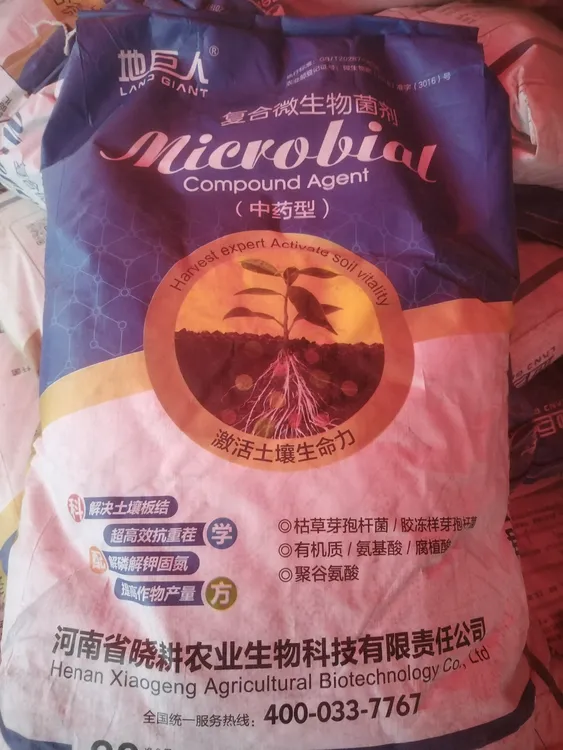 地巨人®
LAND GIANT
准字(3016)号
复合微生物菌剂
Microbial
Compound Agent
(中药型)
Harvest expert Activate soil vitality
激活土壤生命力
科 解决土壤板结
超高效抗重茬 学
配 解磷解钾固氮
提高作物产量 方
◎枯草芽孢杆菌/胶冻样芽孢杆菌
◎有机质/氨基酸/腐植酸
◎聚谷氨酸
河南省晓耕农业生物科技有限责任公司
Henan Xiaogeng Agricultural Biotechnology Co., Ltd
全国统一服务热线:400-033-7767